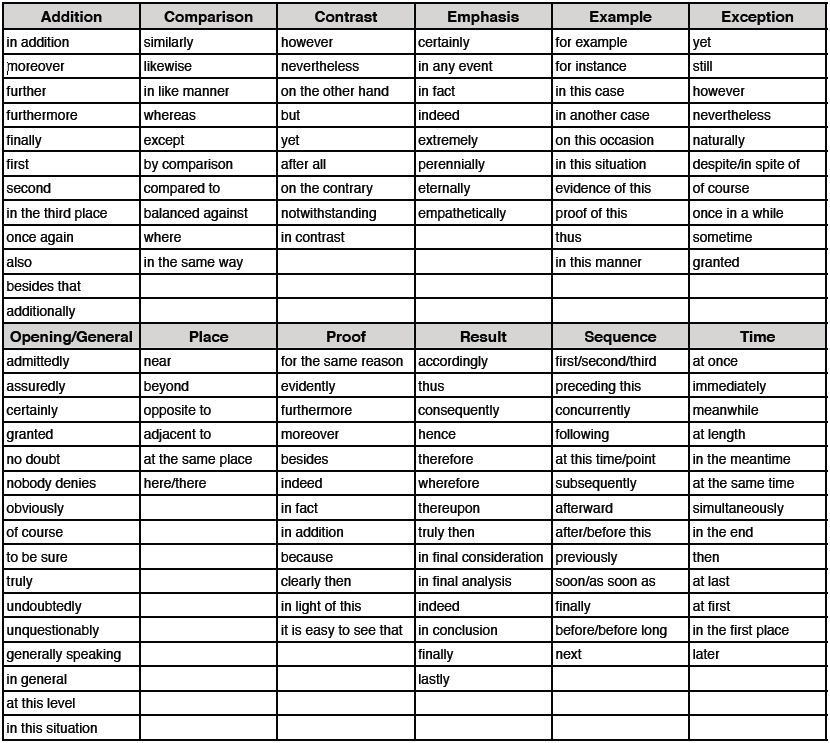 Addition Comparison Contrast Emphasis Example Exception
in addition similarly however certainly for example yet
moreover likewise nevertheless in any event for instance still
further in like manner on the other hand in fact in this case however
furthermore whereas but indeed in another case nevertheless
finally except yet extremely on this occasion naturally
first by comparison after all perennially in this situation despite/in spite of
second compared to on the contrary eternally evidence of this of course
in the third place balanced against notwithstanding empathetically proof of this once in a while
once again where in contrast thus sometime
also in the same way in this manner granted
besides that
additionally
Opening/General Place Proof Result Sequence Time
admittedly near for the same reason accordingly first/second/third at once
assuredly beyond evidently thus preceding this immediately
certainly opposite to furthermore consequently concurrently meanwhile
granted adjacent to moreover hence following at length
no doubt at the same place besides therefore at this time/point in the meantime
nobody denies here/there indeed wherefore subsequently at the same time
obviously in fact thereupon afterward simultaneously
of course in addition truly then after/before this in the end
to be sure because in final consideration previously then
truly clearly then in final analysis soon/as soon as at last
undoubtedly in light of this indeed finally at first
unquestionably it is easy to see that in conclusion before/before long in the first place
generally speaking finally next later
in general lastly
at this level
in this situation